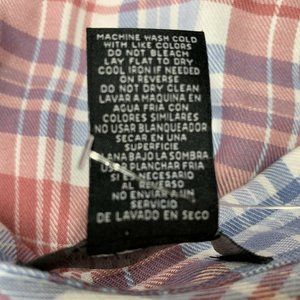 MACHINE WASH COLD
WITH LIKE COLORS
DO NOT BLEACH
LAY FLAT TO DRY
COOL IRON IF NEEDED
ON REVERSE
DO NOT DRY CLEAN
LAVAR A MAQUINA EN
AGUA FRIA CON
COLORES SIMILARES
NO USAR BLANQUEADOR
SECAR EN UNA
SUPERFICIE
PLANA BAJO LA SOMBRA
USAR PLANCHAR FRIA
SI ES NECESARIO
AL REVERSO
NO ENVIAR A UN
SERVICIO
DE LAVADO EN SECO